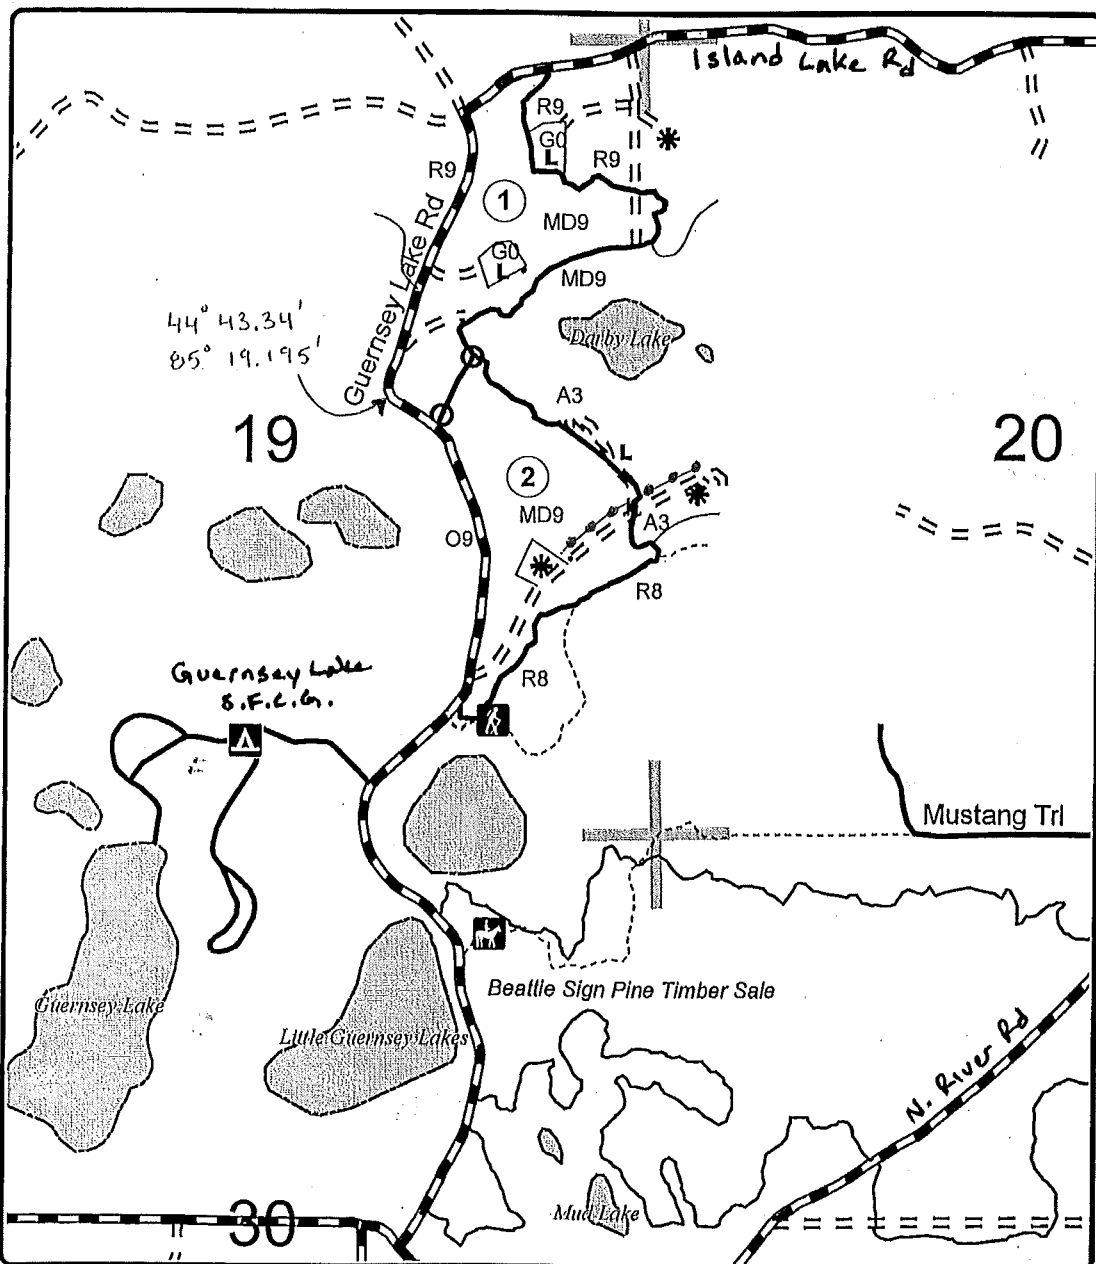 Island Lake Rd
R9
G0
L
R9
R9
1
MD9
Guernsey Lake Rd
G0
L
MD9
44° 43.34'
85° 19.195'
Darby Lake
A3
19
20
L
2
MD9
A3
O9
R8
Guernsey Lake
S.F.C.G.
R8
Mustang Trl
Beattie Sign Pine Timber Sale
Guernsey Lake
Little Guernsey Lakes
N. River Rd
Mud Lake
30